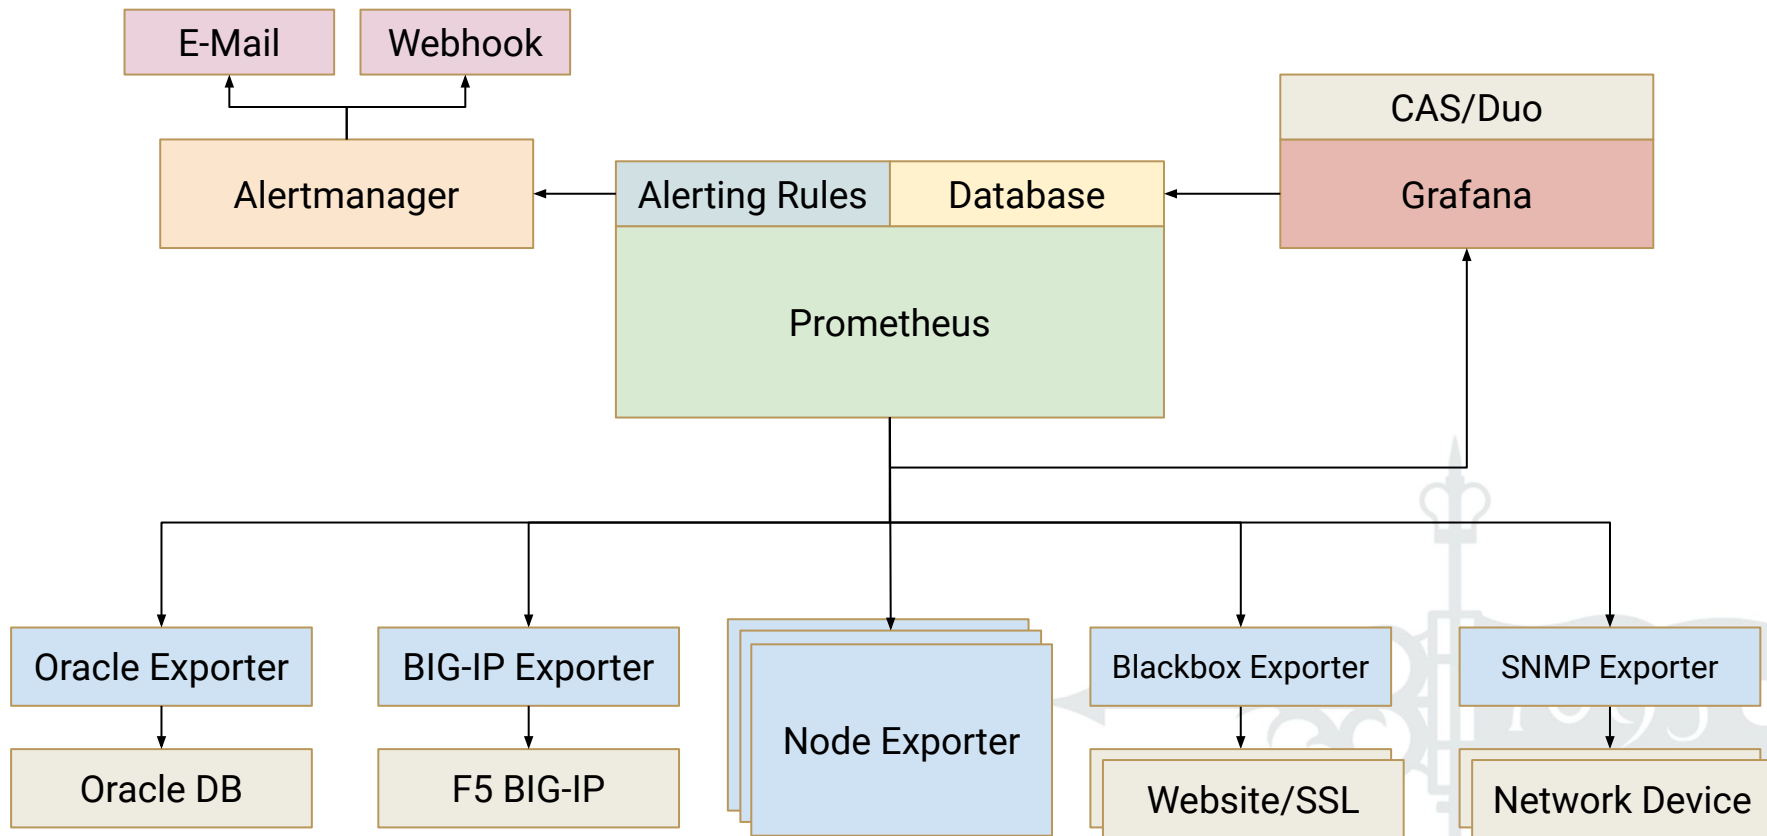 E-Mail
Webhook
CAS/Duo
Alertmanager
Alerting Rules
Database
Grafana
Prometheus
Oracle Exporter
BIG-IP Exporter
Node Exporter
Blackbox Exporter
SNMP Exporter
Oracle DB
F5 BIG-IP
Website/SSL
Network Device